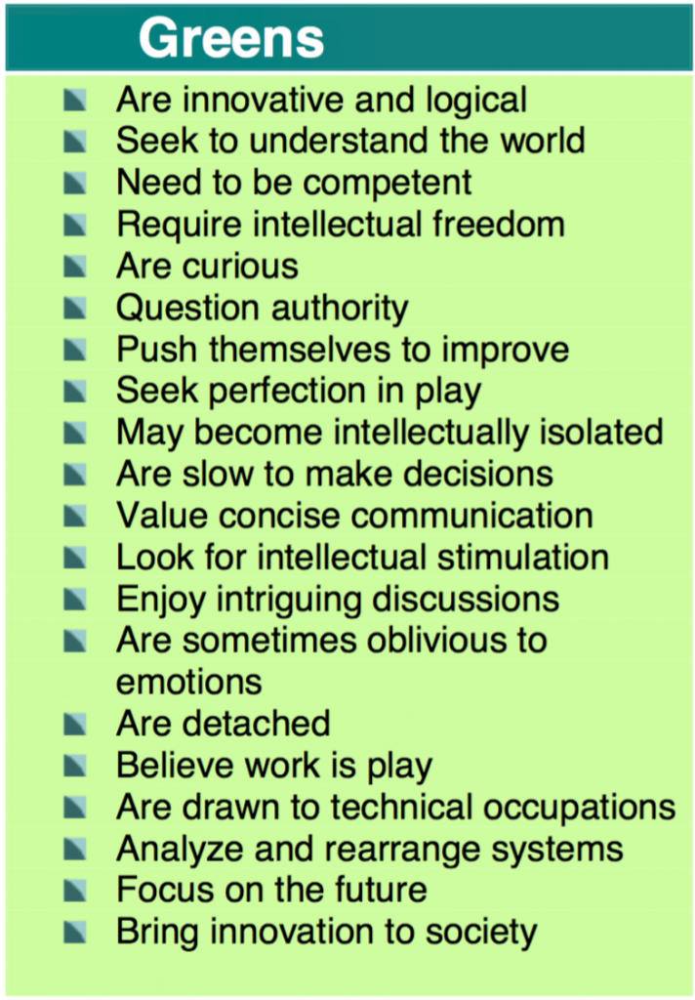 Greens
Are innovative and logical
Seek to understand the world
Need to be competent
Require intellectual freedom
Are curious
Question authority
Push themselves to improve
Seek perfection in play
May become intellectually isolated
Are slow to make decisions
Value concise communication
Look for intellectual stimulation
Enjoy intriguing discussions
Are sometimes oblivious to
emotions
Are detached
Believe work is play
Are drawn to technical occupations
Analyze and rearrange systems
Focus on the future
Bring innovation to society